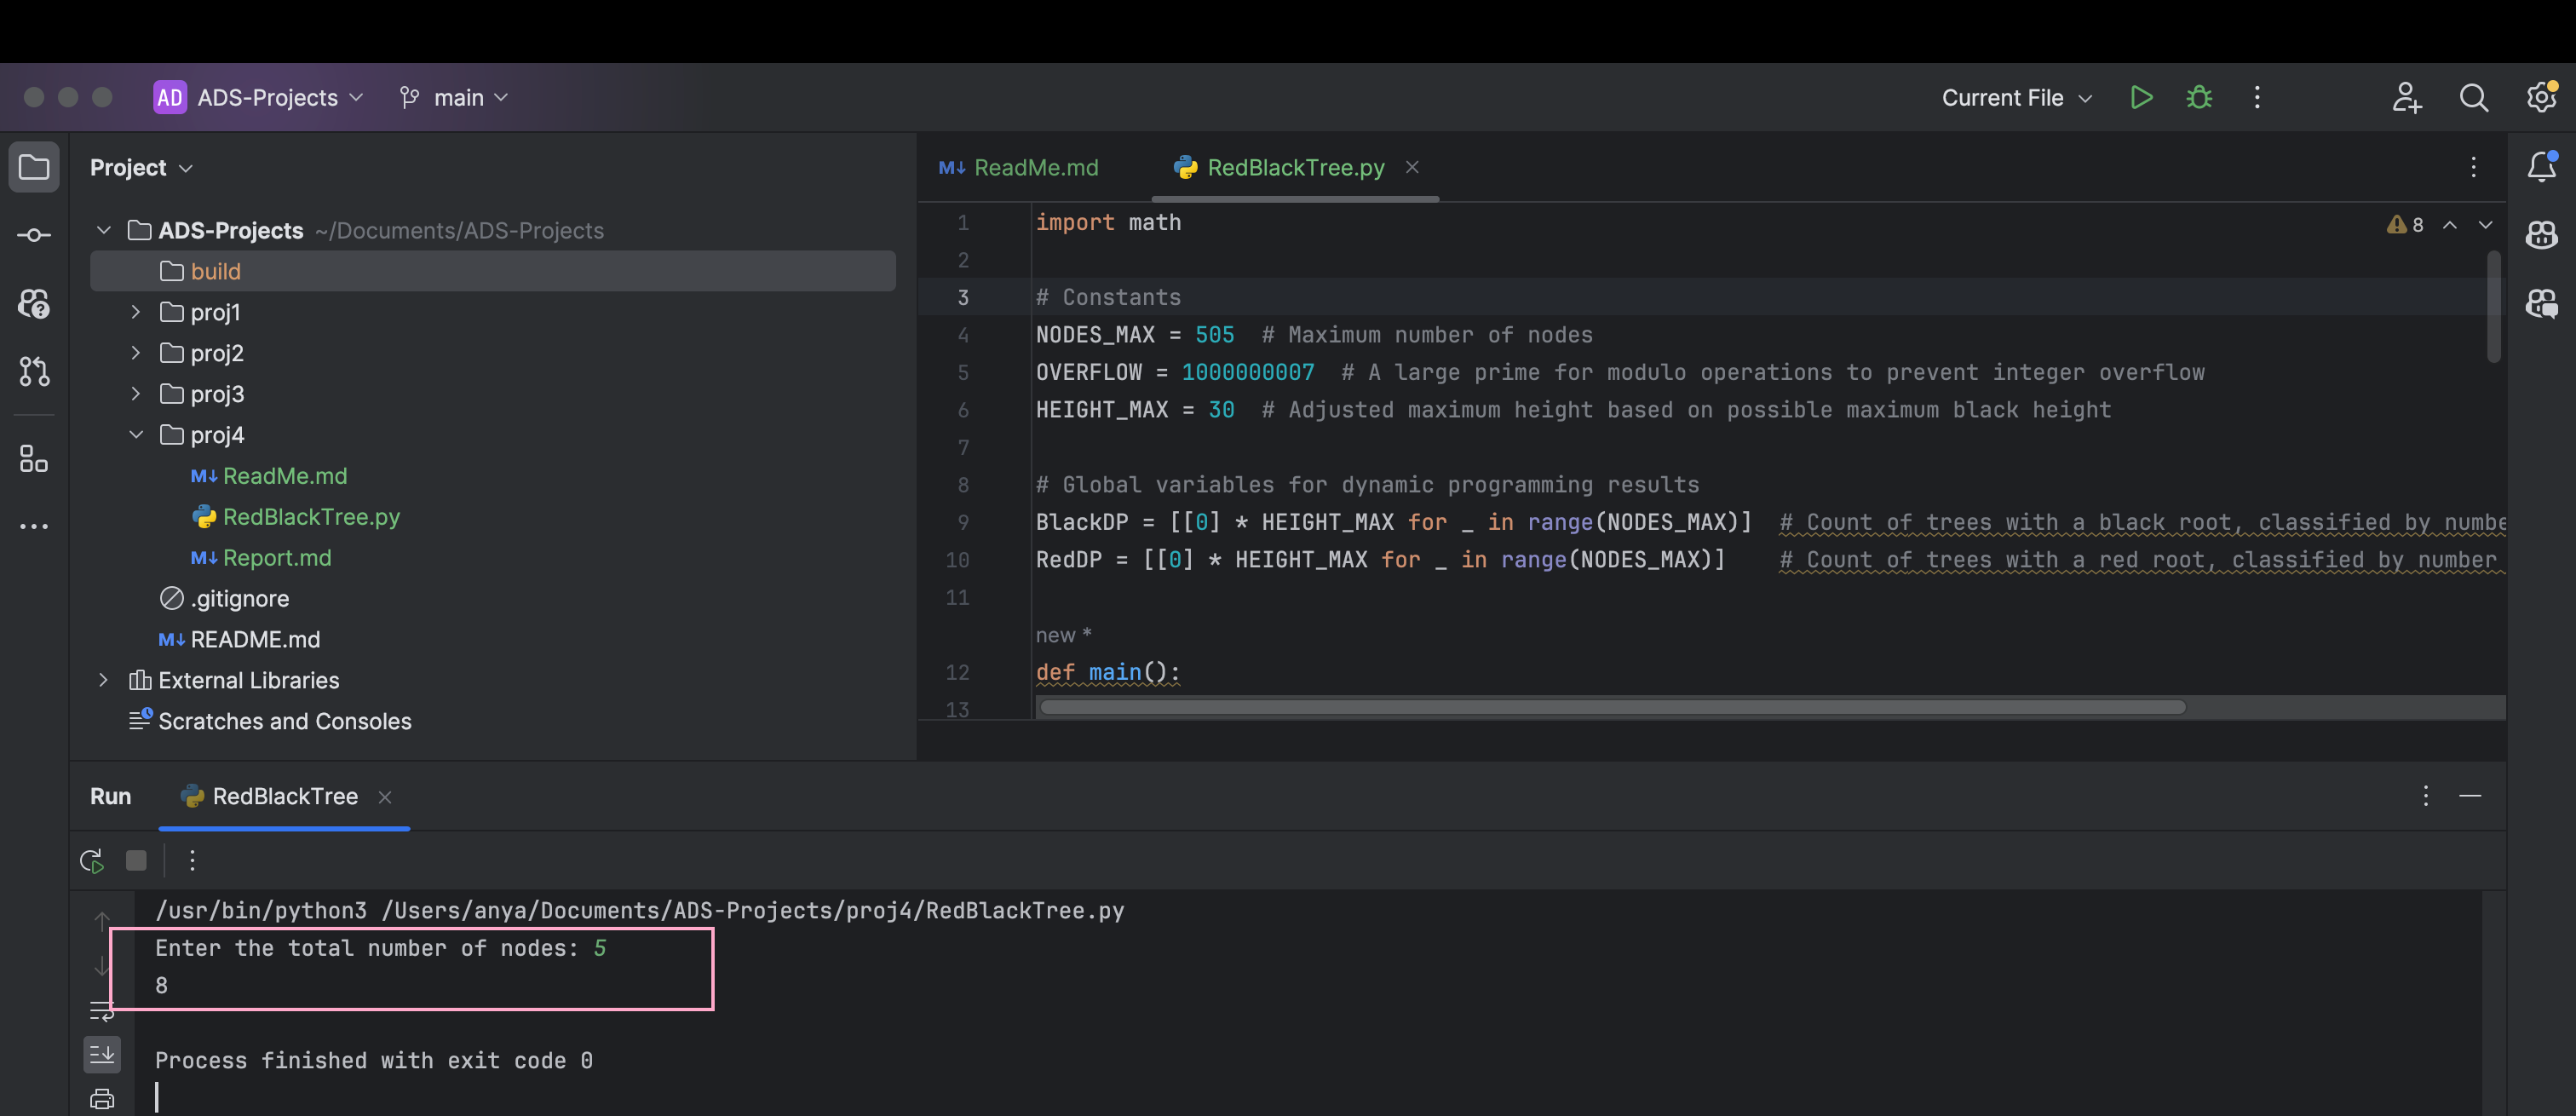 AD ADS-Projects main Current File
Project
ADS-Projects ~/Documents/ADS-Projects
build
proj1
proj2
proj3
proj4
M↓ ReadMe.md
RedBlackTree.py
M↓ Report.md
.gitignore
M↓ README.md
External Libraries
Scratches and Consoles
M↓ ReadMe.md RedBlackTree.py
8
1 import math
2
3 # Constants
4 NODES_MAX = 505 # Maximum number of nodes
5 OVERFLOW = 1000000007 # A large prime for modulo operations to prevent integer overflow
6 HEIGHT_MAX = 30 # Adjusted maximum height based on possible maximum black height
7
8 # Global variables for dynamic programming results
9 BlackDP = [[0] * HEIGHT_MAX for _ in range(NODES_MAX)] # Count of trees with a black root, classified by numbe
10 RedDP = [[0] * HEIGHT_MAX for _ in range(NODES_MAX)] # Count of trees with a red root, classified by number
11
new *
12 def main():
13
Run RedBlackTree
/usr/bin/python3 /Users/anya/Documents/ADS-Projects/proj4/RedBlackTree.py
Enter the total number of nodes: 5
8
Process finished with exit code 0